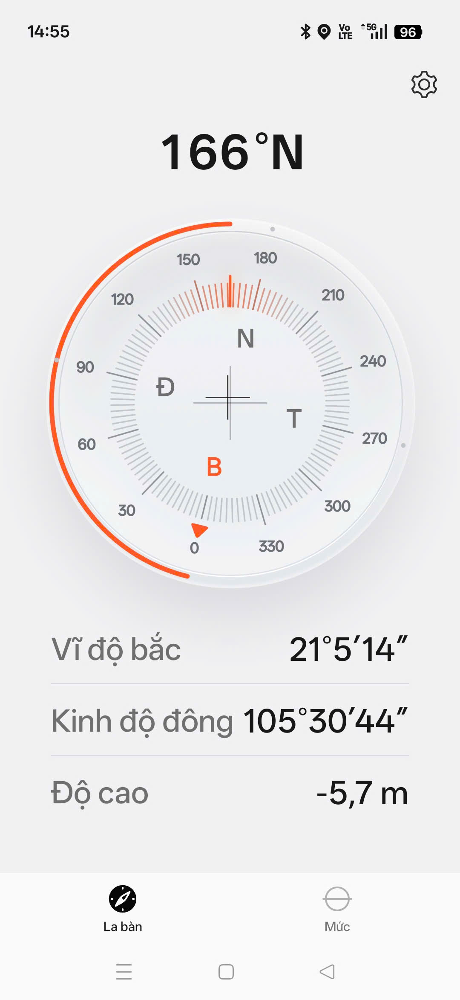 14:55
Vo LTE 5G 96
166°N
150 180
120 210
N
90 240
Đ
T
60 270
B
30 300
0 330
Vĩ độ bắc 21°5′14″
Kinh độ đông 105°30′44″
Độ cao -5,7 m
La bàn Mức